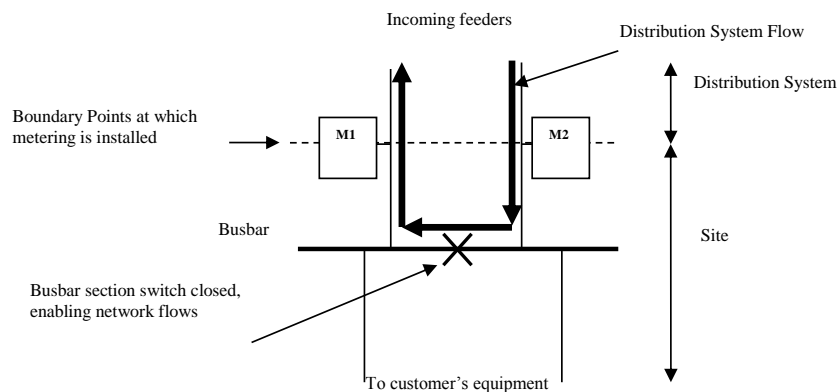 Incoming feeders
Distribution System Flow
Distribution System
Boundary Points at which
metering is installed
M1
M2
Busbar
Site
Busbar section switch closed,
enabling network flows
To customer’s equipment